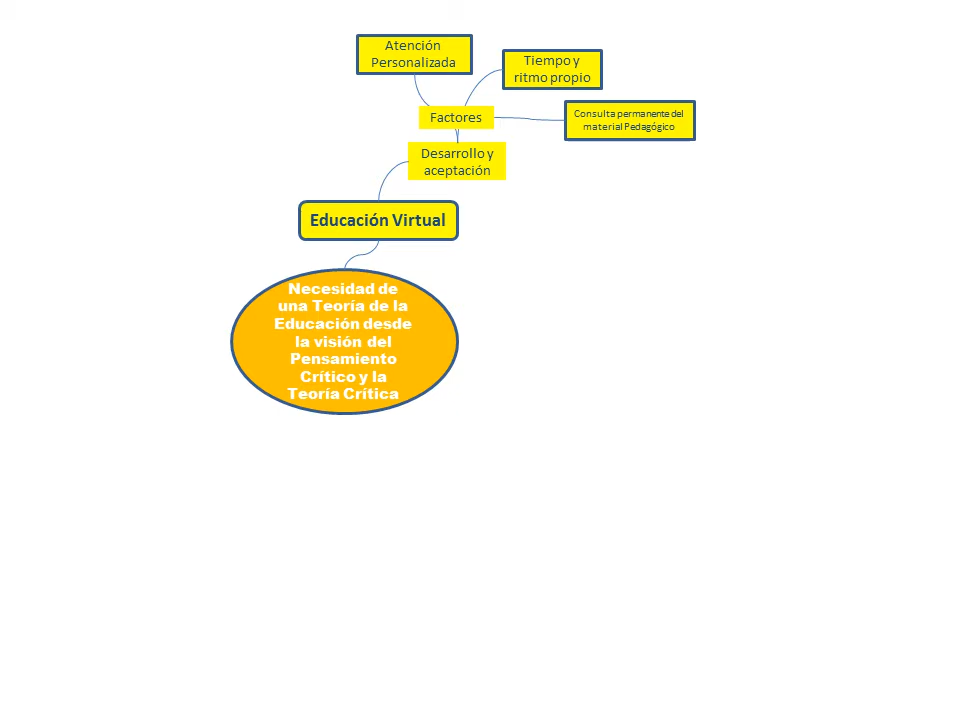 Atención
Personalizada
Tiempo y
ritmo propio
Consulta permanente del
material Pedagógico
Factores
Desarrollo y
aceptación
Educación Virtual
Necesidad de
una Teoría de la
Educación desde
la visión del
Pensamiento
Crítico y la
Teoría Crítica